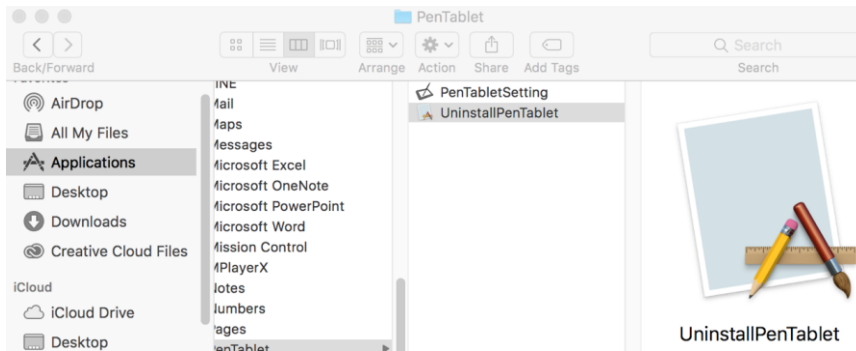 PenTablet
Search
Back/Forward
View
Arrange
Action
Share
Add Tags
Search
AirDrop
All My Files
Applications
Desktop
Downloads
Creative Cloud Files
iCloud
iCloud Drive
Desktop
Mail
Maps
Messages
Microsoft Excel
Microsoft OneNote
Microsoft PowerPoint
Microsoft Word
Mission Control
MPlayerX
Notes
Numbers
Pages
PenTablet
PenTabletSetting
UninstallPenTablet
UninstallPenTablet